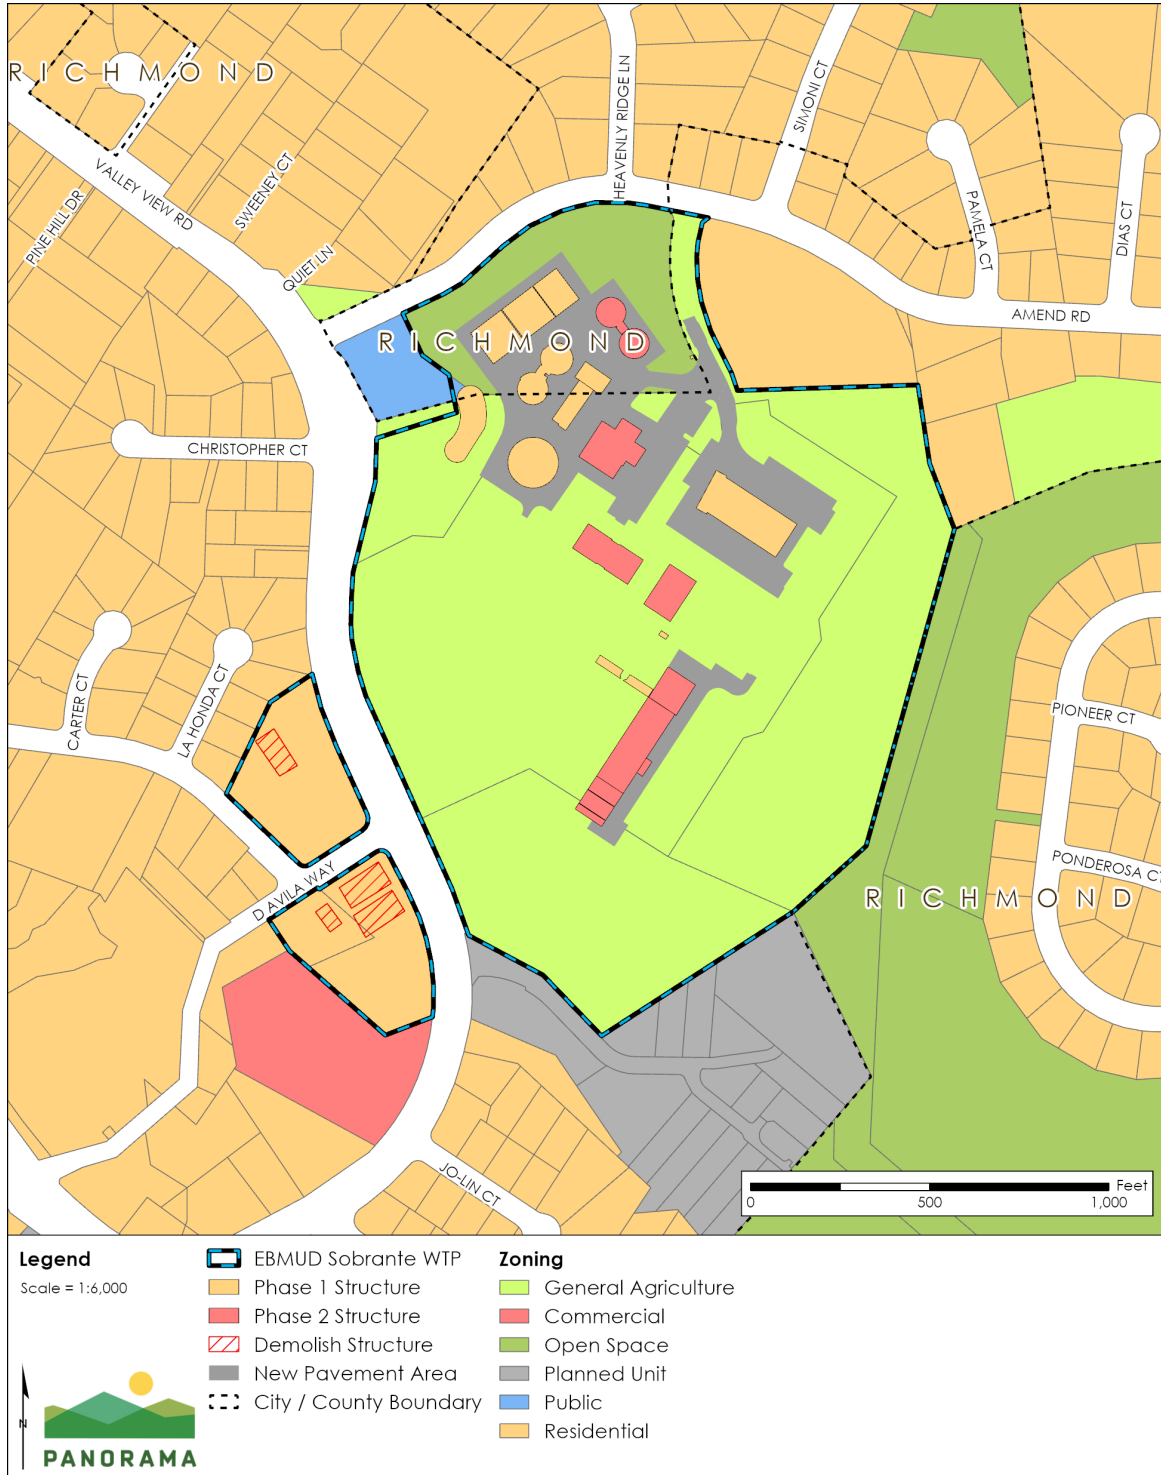 RICHMOND
HEAVENLY RIDGE LN
SIMONI CT
VALLEY VIEW RD
SWEENEY CT
PINE HILL DR
QUIET LN
PAMELA CT
DIAS CT
AMEND RD
RICHMOND
CHRISTOPHER CT
CARTER CT
LA HONDA CT
PIONEER CT
PONDEROSA CT
DAVILA WAY
RICHMOND
JO-LIN CT
Feet
0 500 1,000
Legend
Scale = 1:6,000
EBMUD Sobrante WTP
Phase 1 Structure
Phase 2 Structure
Demolish Structure
New Pavement Area
City / County Boundary
Zoning
General Agriculture
Commercial
Open Space
Planned Unit
Public
Residential
N
PANORAMA